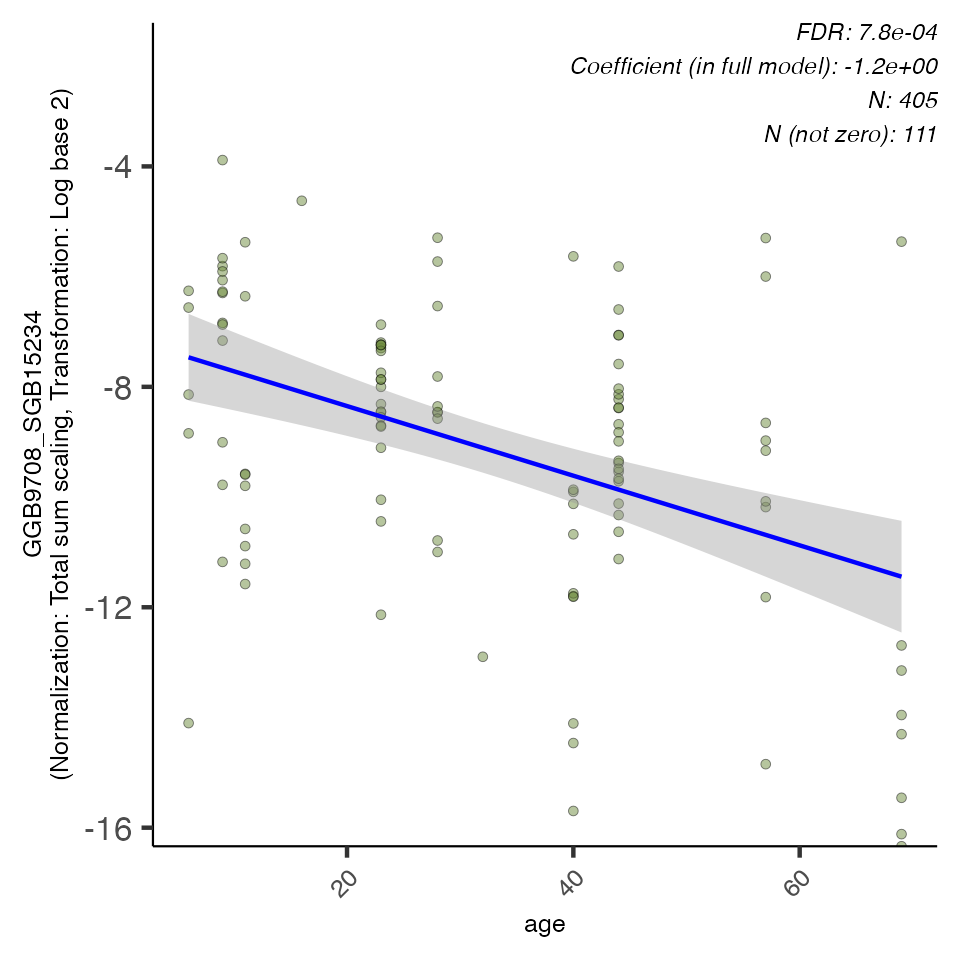 FDR: 7.8e-04
Coefficient (in full model): -1.2e+00
N: 405
N (not zero): 111
GGB9708_SGB15234
(Normalization: Total sum scaling, Transformation: Log base 2)
-4
-8
-12
-16
20
40
60
age